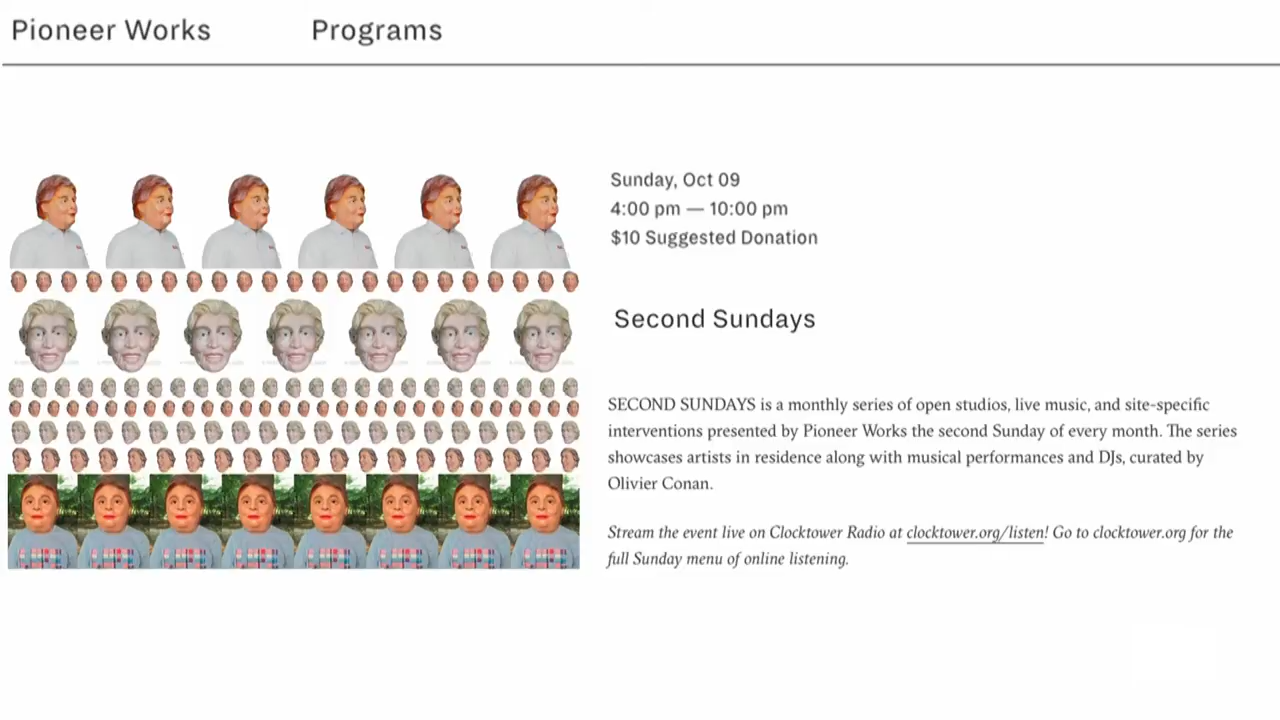 Pioneer Works Programs
Sunday, Oct 09
4:00 pm — 10:00 pm
$10 Suggested Donation
Second Sundays
SECOND SUNDAYS is a monthly series of open studios, live music, and site-specific
interventions presented by Pioneer Works the second Sunday of every month. The series
showcases artists in residence along with musical performances and DJs, curated by
Olivier Conan.
Stream the event live on Clocktower Radio at clocktower.org/listen! Go to clocktower.org for the
full Sunday menu of online listening.